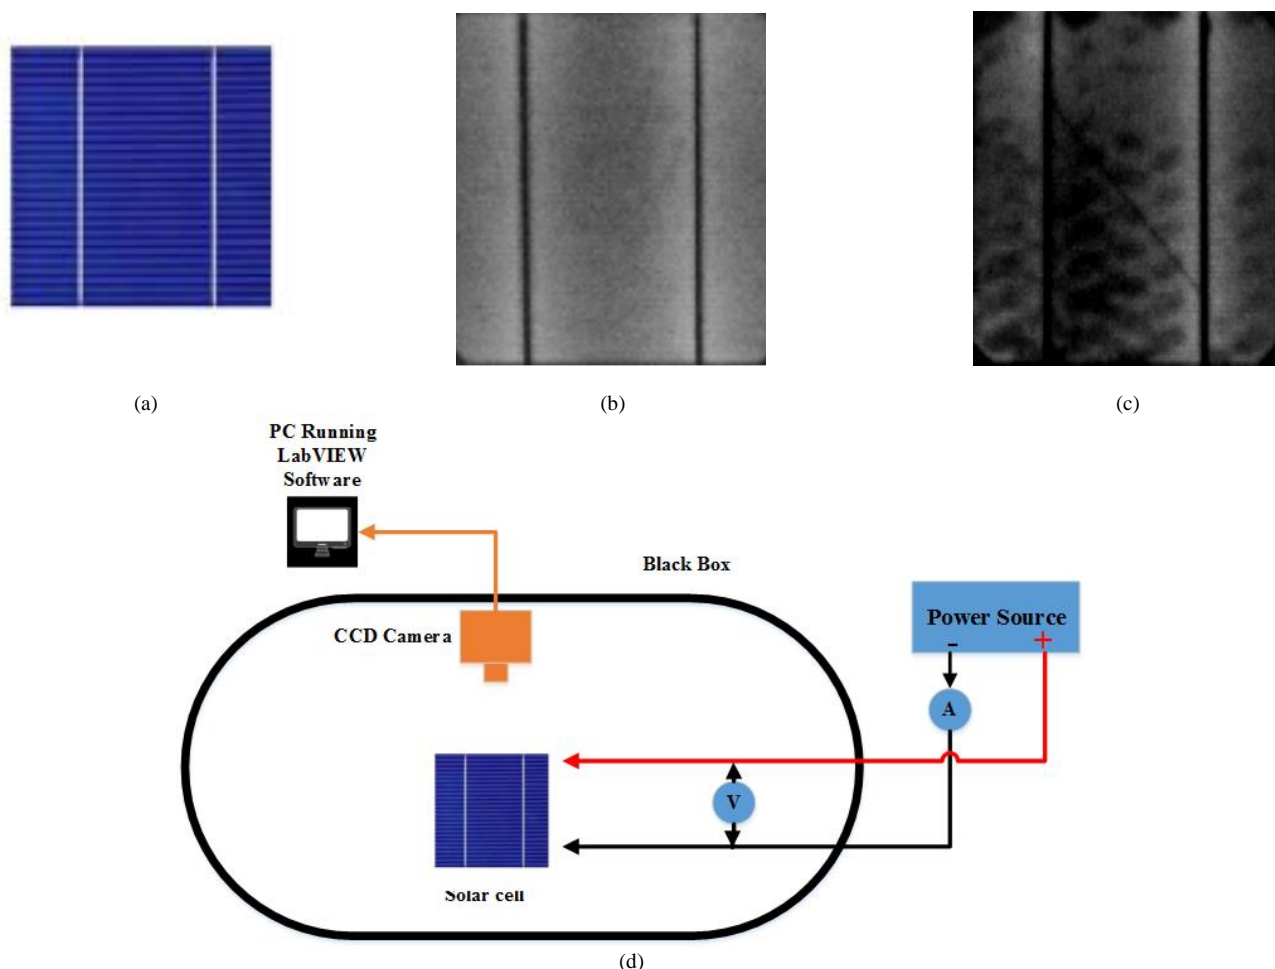 (a)
(b)
(c)
PC Running
LabVIEW
Software
Black Box
CCD Camera
Power Source
- +
A
V
Solar cell
(d)